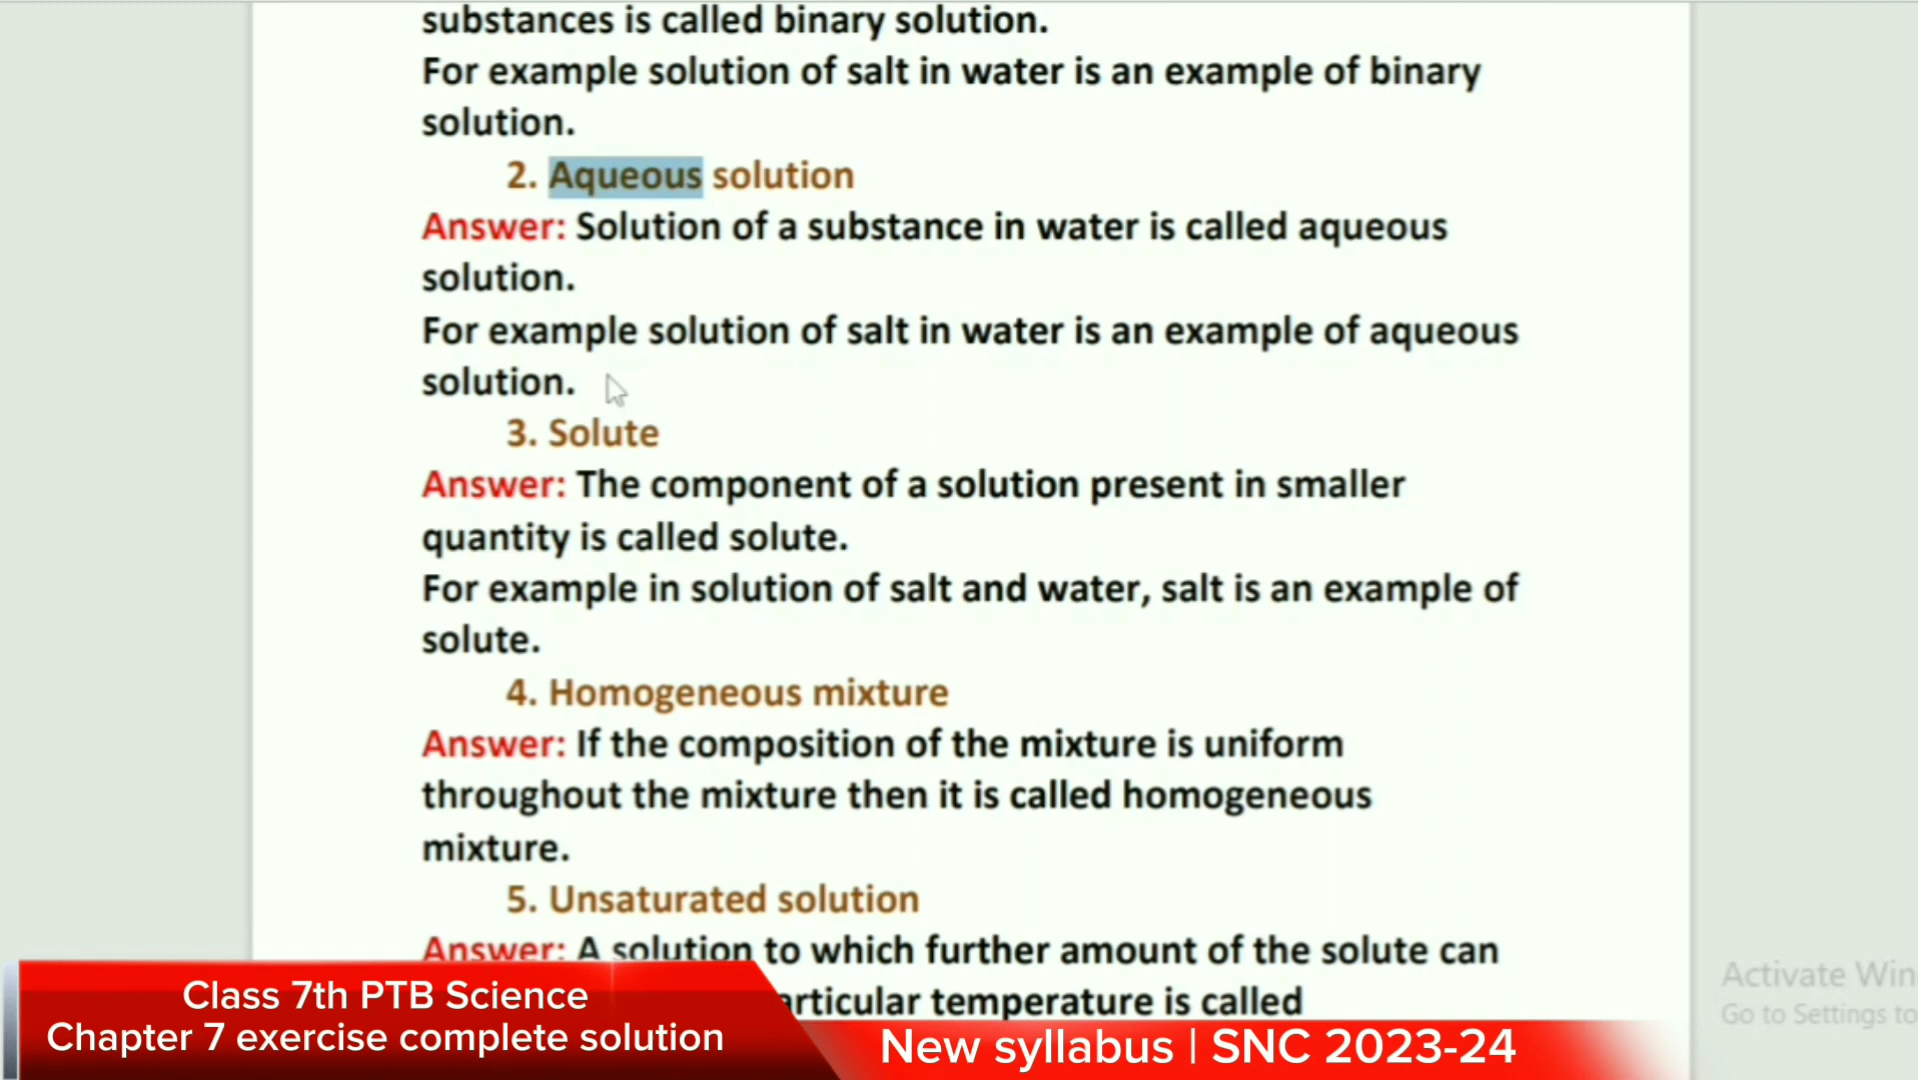 substances is called binary solution.
For example solution of salt in water is an example of binary
solution.
2. Aqueous solution
Answer: Solution of a substance in water is called aqueous
solution.
For example solution of salt in water is an example of aqueous
solution.
3. Solute
Answer: The component of a solution present in smaller
quantity is called solute.
For example in solution of salt and water, salt is an example of
solute.
4. Homogeneous mixture
Answer: If the composition of the mixture is uniform
throughout the mixture then it is called homogeneous
mixture.
5. Unsaturated solution
Answer: A solution to which further amount of the solute can
temperature is called
Class 7th PTB Science
Chapter 7 exercise complete solution
New syllabus | SNC 2023-24
Activate Win
Go to Settings to